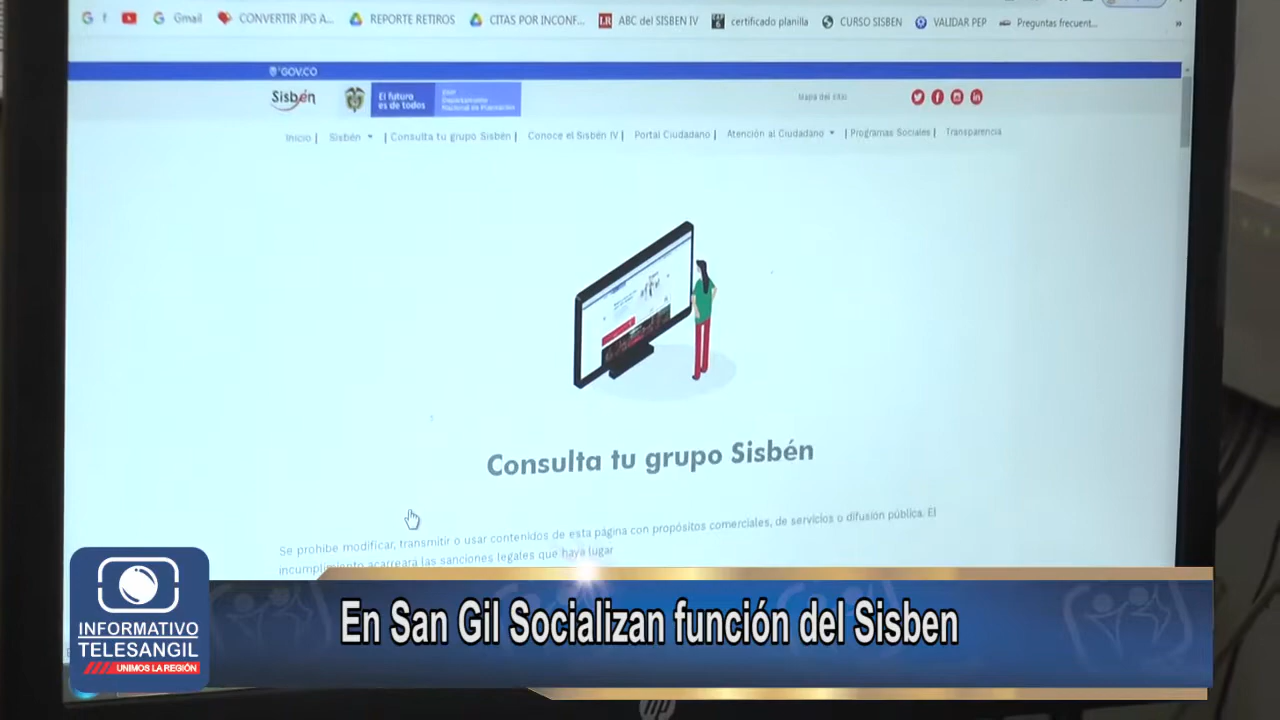 Gmail
CONVERTIR JPG A...
REPORTE RETIROS
CITAS POR INCONF...
ABC del SISBEN IV
certificado planilla
CURSO SISBEN
VALIDAR PEP
Preguntas frecuent...
GOV.CO
Sisbén
El futuro
es de todos
DNP
Departamento
Nacional de Planeación
Mapa del sitio
Inicio | Sisbén | Consulta tu grupo Sisbén | Conoce el Sisbén IV | Portal Ciudadano | Atención al Ciudadano | Programas Sociales | Transparencia
Consulta tu grupo Sisbén
Se prohibe modificar, transmitir o usar contenidos de esta página con propósitos comerciales, de servicios o difusión pública. El
incumplimiento acarreará las sanciones legales que haya lugar
En San Gil Socializan función del Sisben
INFORMATIVO
TELESANGIL
UNIMOS LA REGIÓN
hp